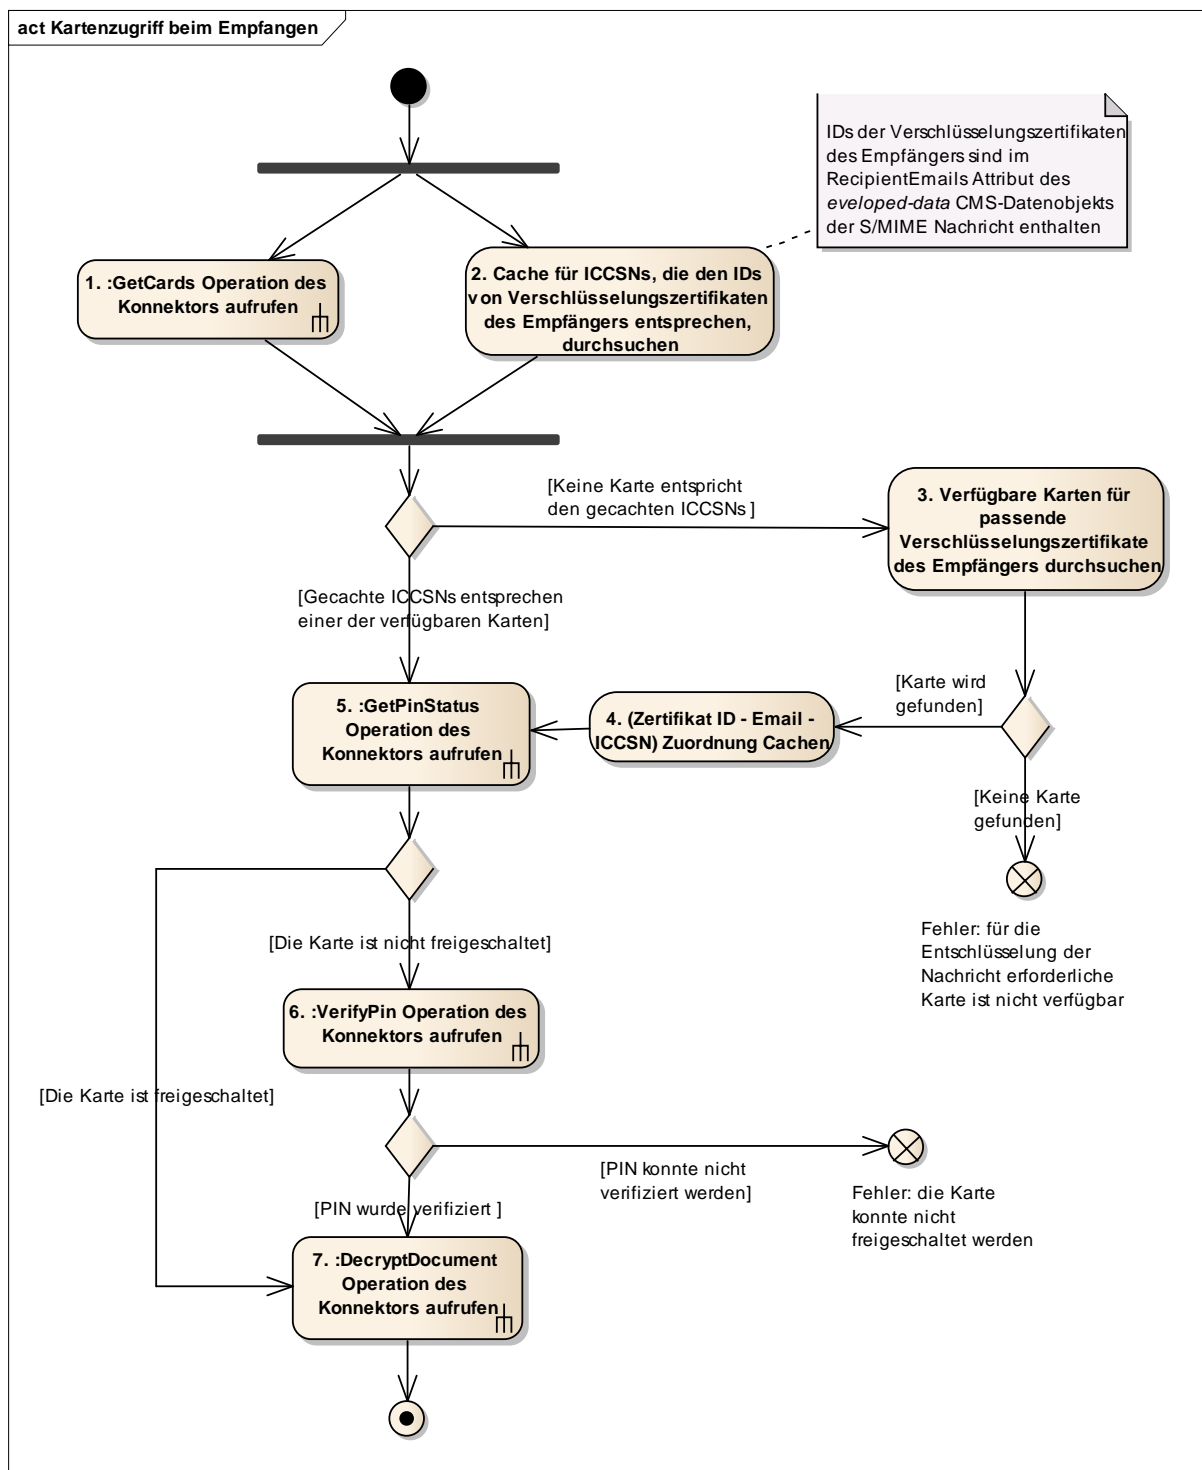 act Kartenzugriff beim Empfangen
IDs der Verschlüsselungszertifikaten
des Empfängers sind im
RecipientEmails Attribut des
eveloped-data CMS-Datenobjekts
der S/MIME Nachricht enthalten
1. :GetCards Operation des
Konnektors aufrufen
2. Cache für ICCSNs, die den IDs
von Verschlüsselungszertifikaten
des Empfängers entsprechen,
durchsuchen
[Keine Karte entspricht
den gecachten ICCSNs ]
3. Verfügbare Karten für
passende
Verschlüsselungszertifikate
des Empfängers durchsuchen
[Gecachte ICCSNs entsprechen
einer der verfügbaren Karten]
[Karte wird
gefunden]
5. :GetPinStatus
Operation des
Konnektors aufrufen
4. (Zertifikat ID - Email -
ICCSN) Zuordnung Cachen
[Keine Karte
gefunden]
Fehler: für die
Entschlüsselung der
Nachricht erforderliche
Karte ist nicht verfügbar
[Die Karte ist nicht freigeschaltet]
6. :VerifyPin Operation des
Konnektors aufrufen
[Die Karte ist freigeschaltet]
[PIN konnte nicht
verifiziert werden]
Fehler: die Karte
konnte nicht
freigeschaltet werden
[PIN wurde verifiziert ]
7. :DecryptDocument
Operation des
Konnektors aufrufen